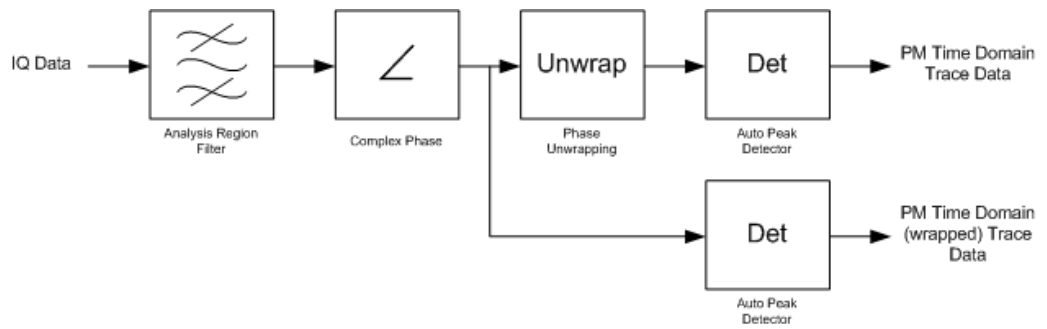 IQ Data
Analysis Region
Filter
Complex Phase
Unwrap
Phase
Unwrapping
Det
Auto Peak
Detector
PM Time Domain
Trace Data
Det
Auto Peak
Detector
PM Time Domain
(wrapped) Trace
Data